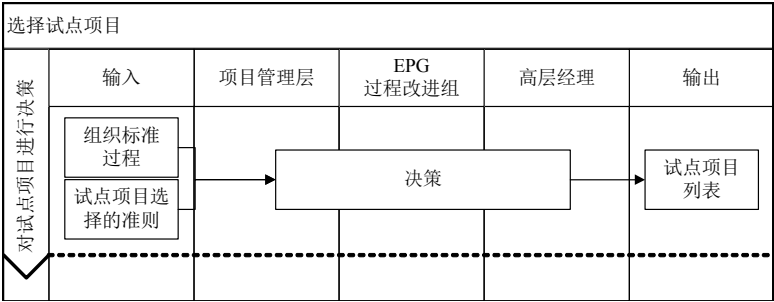 选择试点项目
对试点项目进行决策
输入
项目管理层
EPG
过程改进组
高层经理
输出
组织标准
过程
试点项目选
择的准则
决策
试点项目
列表